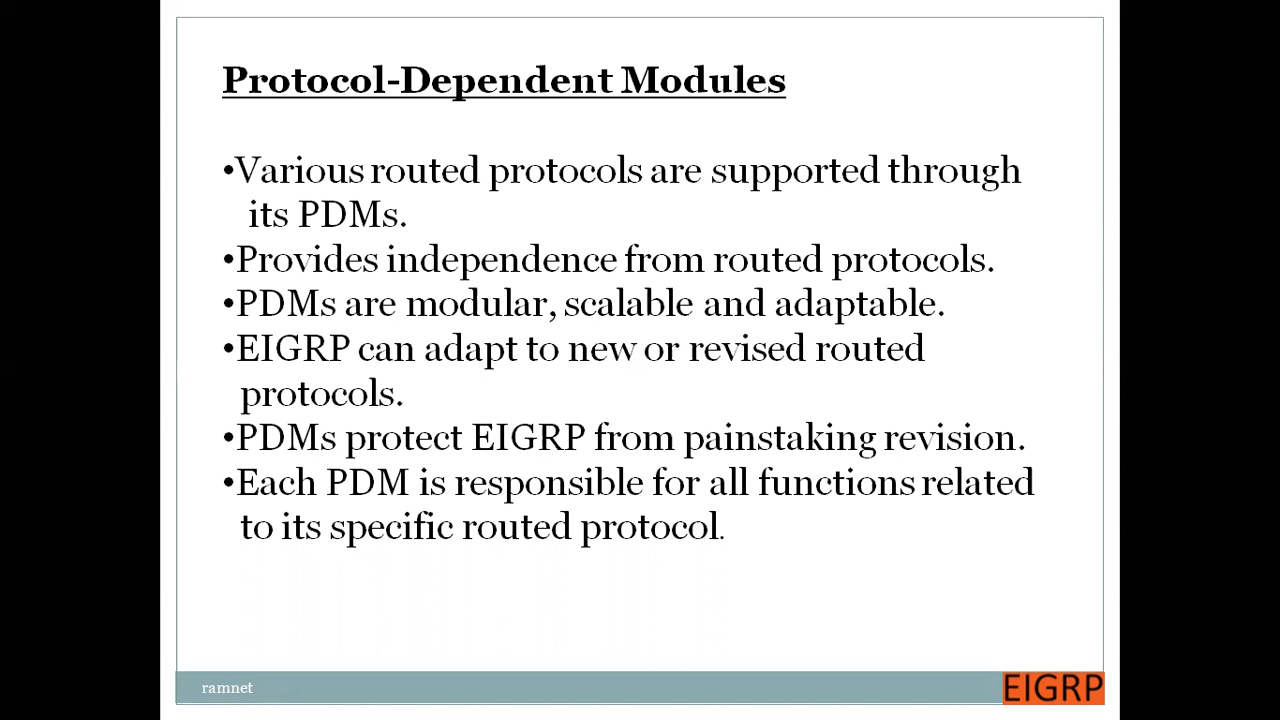 Protocol-Dependent Modules
•Various routed protocols are supported through
its PDMs.
•Provides independence from routed protocols.
•PDMs are modular, scalable and adaptable.
•EIGRP can adapt to new or revised routed
protocols.
•PDMs protect EIGRP from painstaking revision.
•Each PDM is responsible for all functions related
to its specific routed protocol.
ramnet
EIGRP